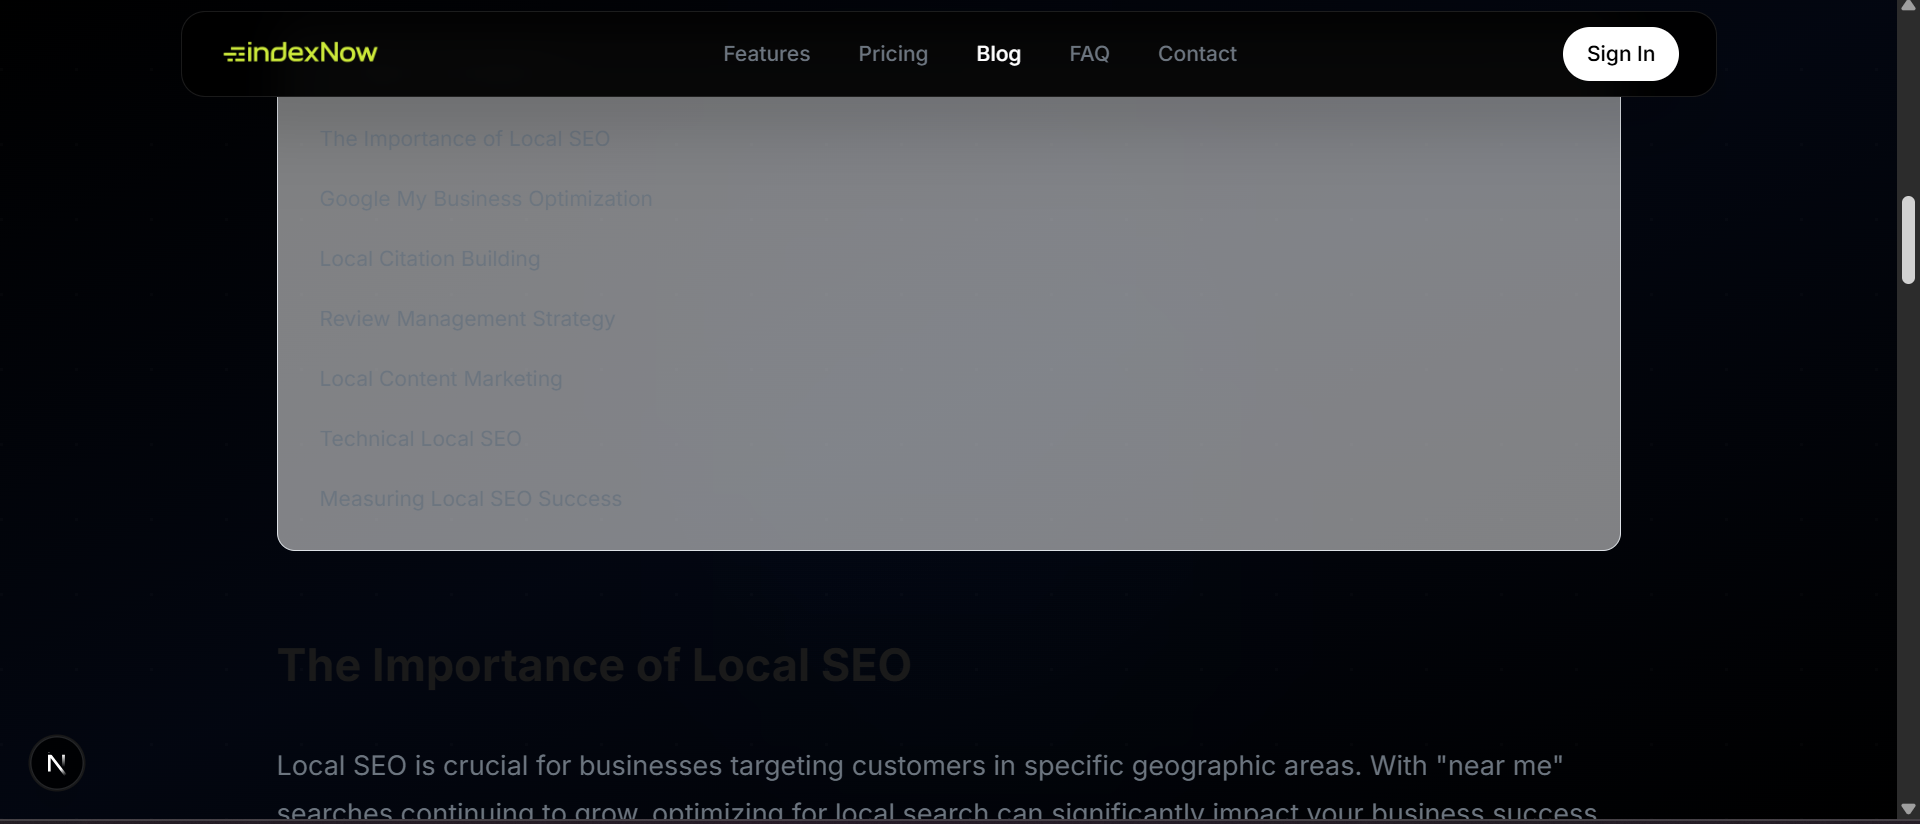 indexNow
Features
Pricing
Blog
FAQ
Contact
Sign In
The Importance of Local SEO
Google My Business Optimization
Local Citation Building
Review Management Strategy
Local Content Marketing
Technical Local SEO
Measuring Local SEO Success
The Importance of Local SEO
Local SEO is crucial for businesses targeting customers in specific geographic areas. With "near me"
searches continuing to grow, optimizing for local search can significantly impact your business success.
N